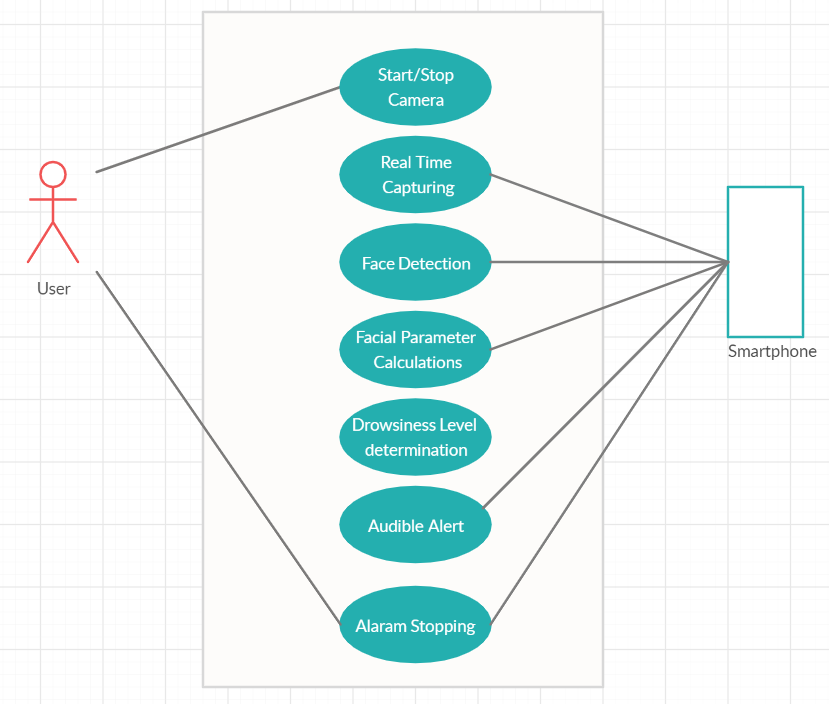 Start/Stop
Camera
Real Time
Capturing
Face Detection
User
Facial Parameter
Calculations
Smartphone
Drowsiness Level
determination
Audible Alert
Alaram Stopping